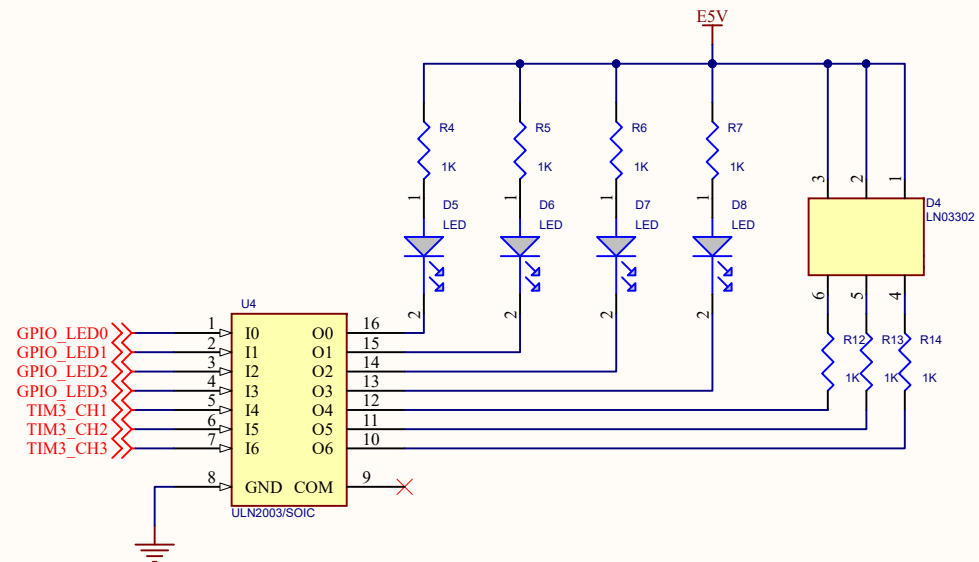 E5V
R4
1K
R5
1K
R6
1K
R7
1K
1
D5
LED
2
1
D6
LED
2
1
D7
LED
2
1
D8
LED
2
3
2
1
D4
LN03302
6
5
4
R12
1K
R13
1K
R14
1K
U4
GPIO_LED0 1 I0 O0 16
GPIO_LED1 2 I1 O1 15
GPIO_LED2 3 I2 O2 14
GPIO_LED3 4 I3 O3 13
TIM3_CH1 5 I4 O4 12
TIM3_CH2 6 I5 O5 11
TIM3_CH3 7 I6 O6 10
8 GND COM 9
ULN2003/SOIC